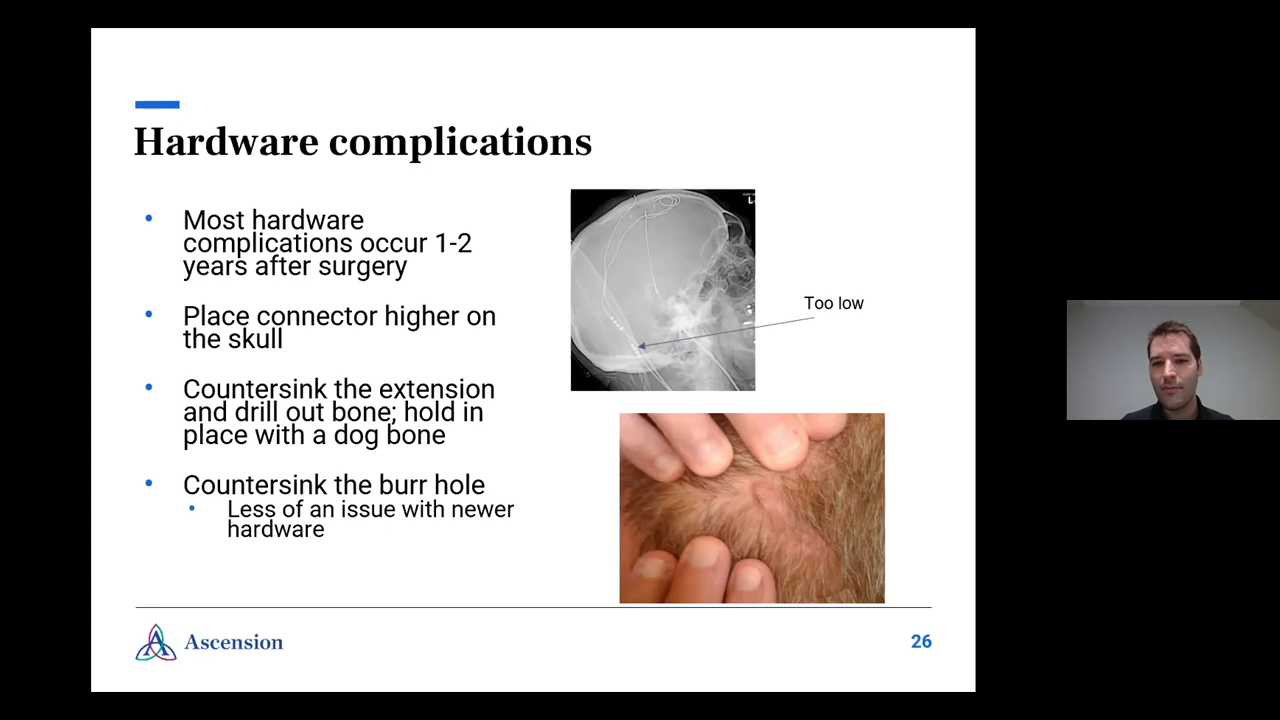 Hardware complications
• Most hardware
complications occur 1-2
years after surgery
• Place connector higher on
the skull
• Countersink the extension
and drill out bone; hold in
place with a dog bone
• Countersink the burr hole
• Less of an issue with newer
hardware
Too low
Ascension
26